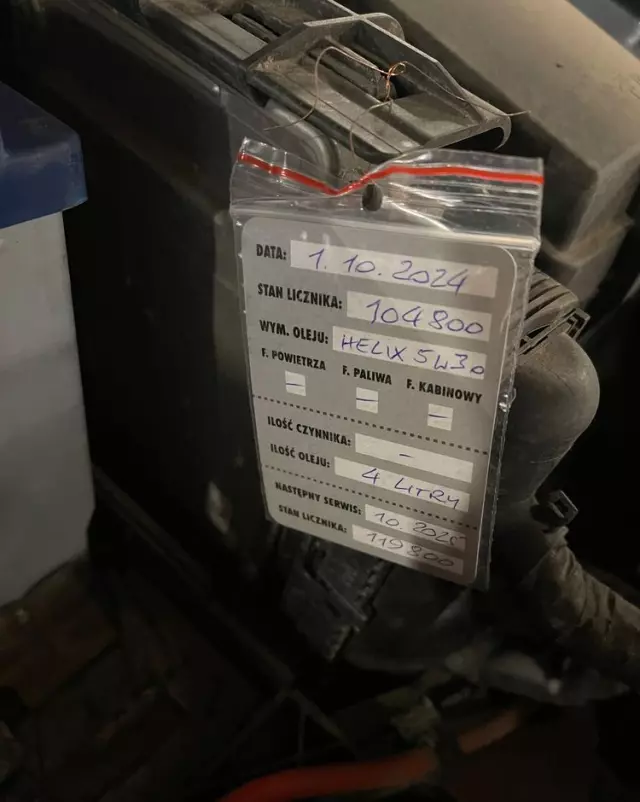 DATA: 1.10.2024
STAN LICZNIKA: 104800
WYM. OLEJU: HELIX 5W30
F. POWIETRZA F. PALIWA F. KABINOWY
– – –
ILOŚĆ CZYNNIKA: -
ILOŚĆ OLEJU: 4 LITRY
NASTĘPNY SERWIS: 10.2025
STAN LICZNIKA: 119800